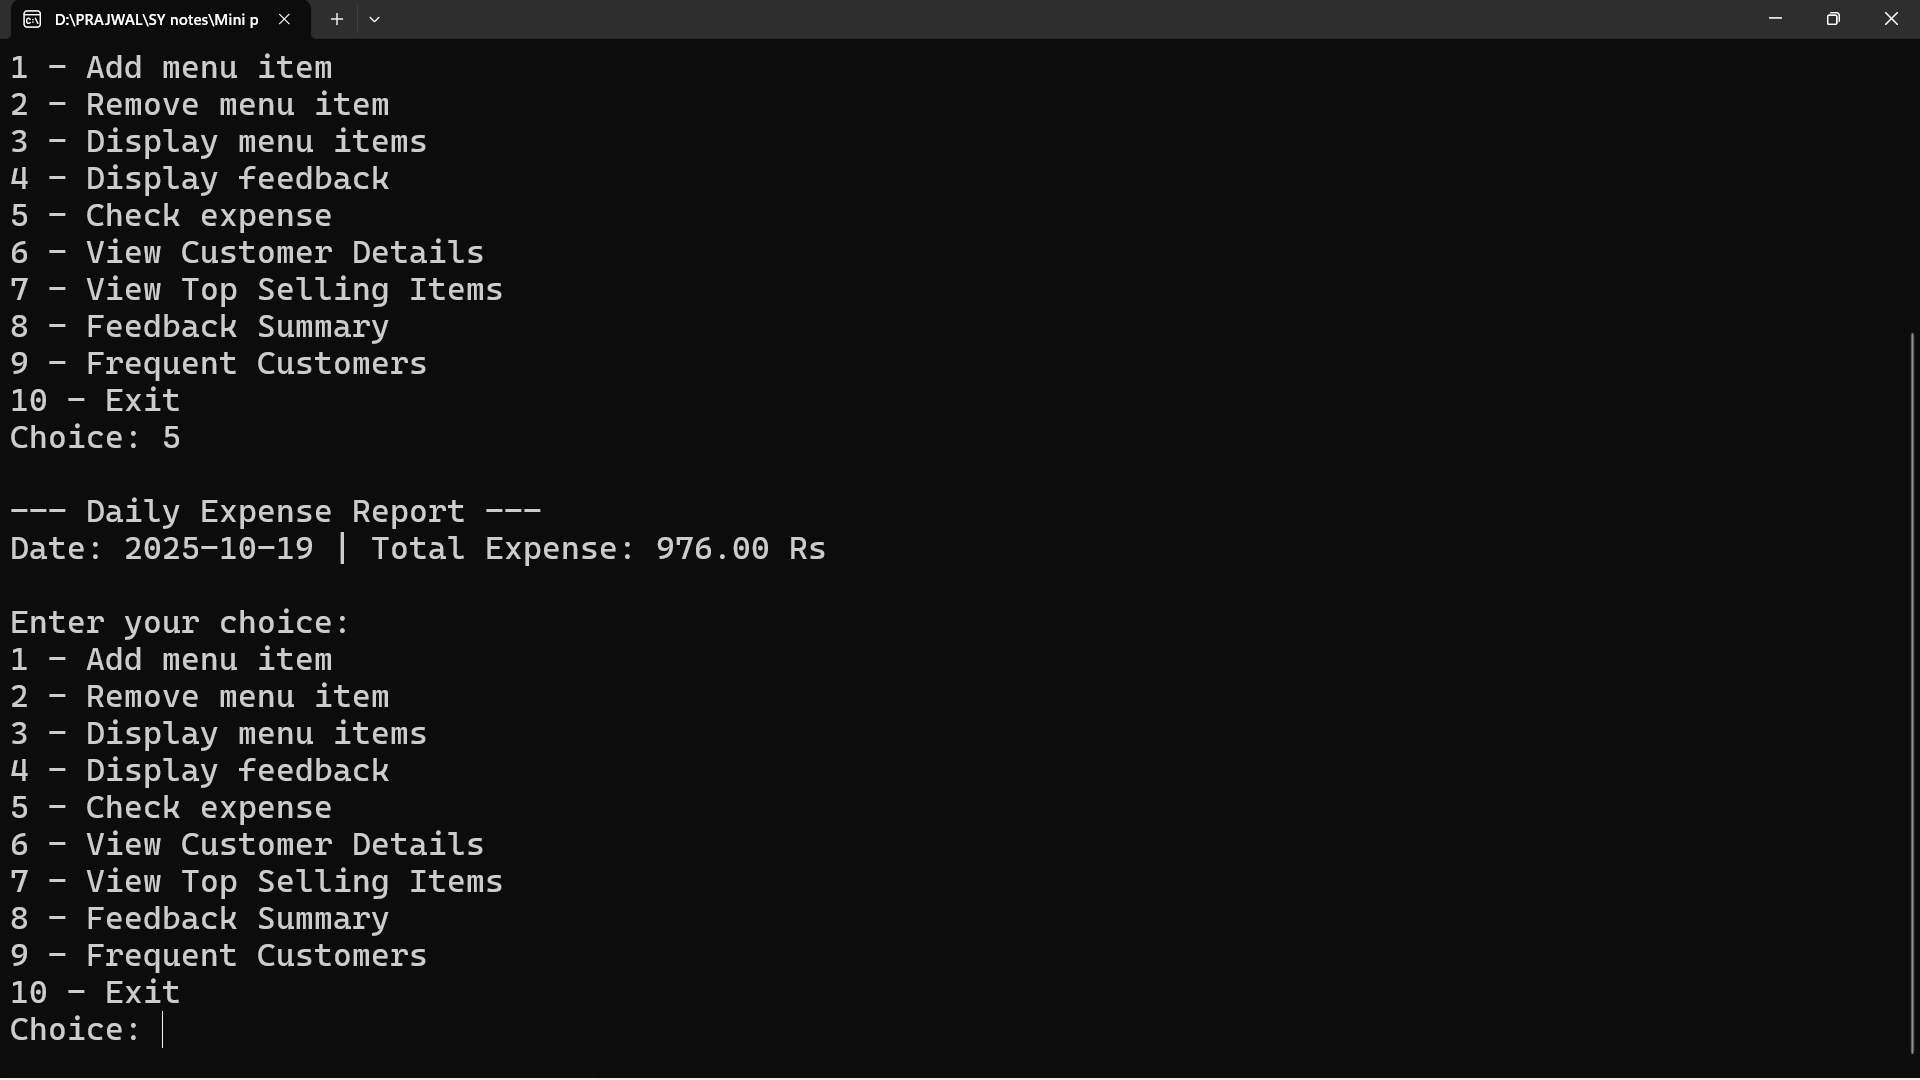 D:\PRAJWAL\SY notes\Mini p
1 - Add menu item
2 - Remove menu item
3 - Display menu items
4 - Display feedback
5 - Check expense
6 - View Customer Details
7 - View Top Selling Items
8 - Feedback Summary
9 - Frequent Customers
10 - Exit
Choice: 5
--- Daily Expense Report ---
Date: 2025-10-19 | Total Expense: 976.00 Rs
Enter your choice:
1 - Add menu item
2 - Remove menu item
3 - Display menu items
4 - Display feedback
5 - Check expense
6 - View Customer Details
7 - View Top Selling Items
8 - Feedback Summary
9 - Frequent Customers
10 - Exit
Choice: